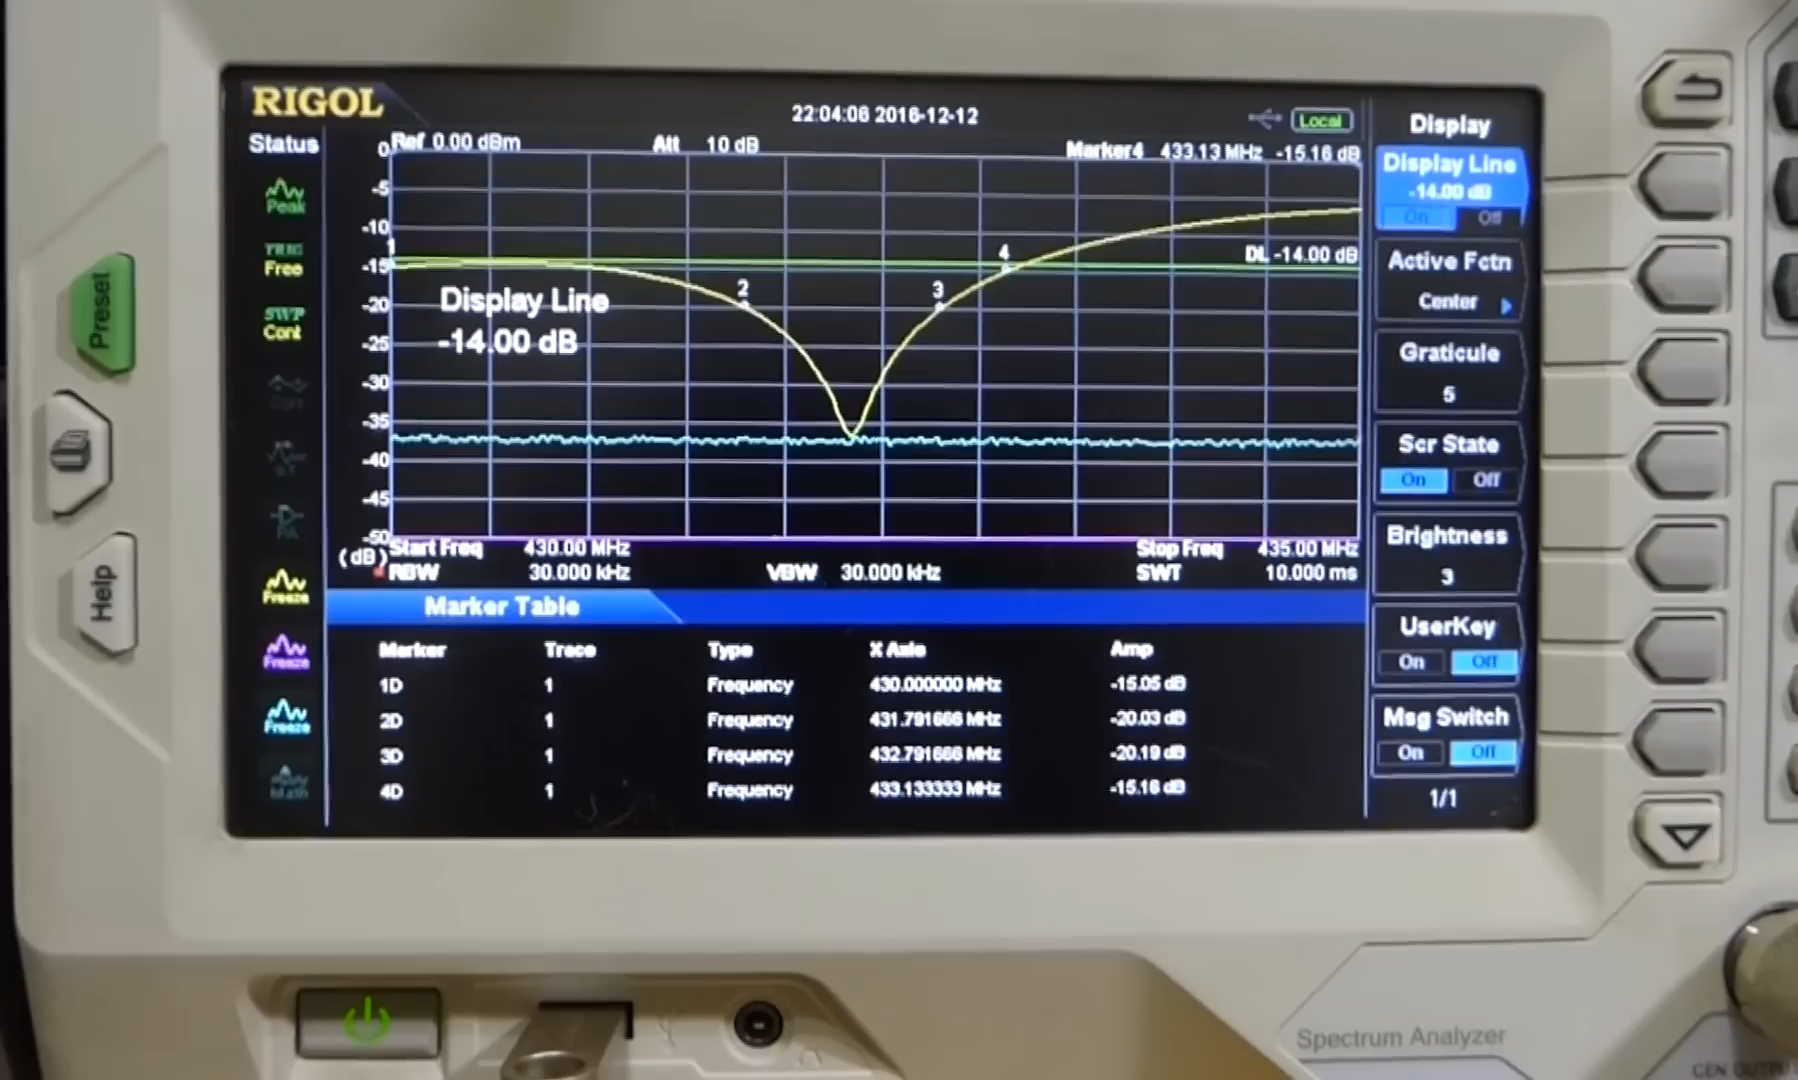 RIGOL
22:04:06 2016-12-12
Local
Status
Ref 0.00 dBm Att 10 dB Marker4 433.13 MHz -15.16 dB
0
-5
-10
-15
-20
-25
-30
-35
-40
-45
-50
(dB)
1
2
3
4
DL -14.00 dB
Display Line
-14.00 dB
Start Freq 430.00 MHz Stop Freq 435.00 MHz
RBW 30.000 kHz VBW 30.000 kHz SWT 10.000 ms
Peak
TRIG
Free
SWP
Cont
PA
Freeze
Freeze
Freeze
Math
Marker Table
Marker Trace Type X Axis Amp
1D 1 Frequency 430.000000 MHz -15.05 dB
2D 1 Frequency 431.791666 MHz -20.03 dB
3D 1 Frequency 432.791666 MHz -20.19 dB
4D 1 Frequency 433.133333 MHz -15.16 dB
Display
Display Line
-14.00 dB
On Off
Active Fctn
Center
Graticule
5
Scr State
On Off
Brightness
3
UserKey
On Off
Msg Switch
On Off
1/1
Preset
Help
Spectrum Analyzer